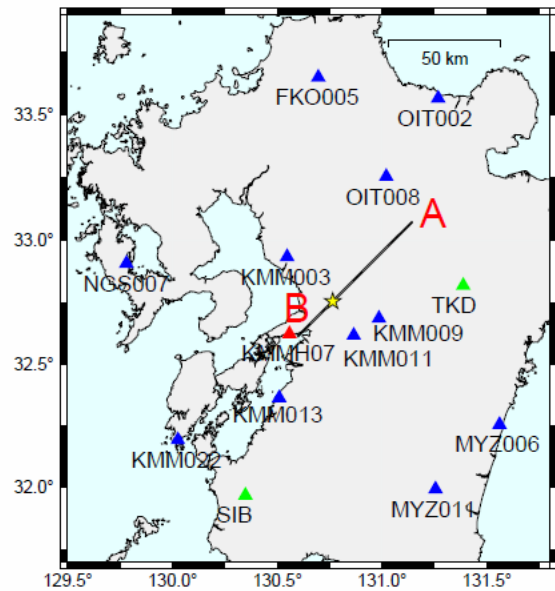 50 km
FKO005
33.5°
OIT002
OIT008
A
33.0°
KMM003
NGS007
B
TKD
KMM009
KMMH07
KMM011
32.5°
KMM013
MYZ006
KMM022
32.0°
SIB
MYZ011
129.5°
130.0°
130.5°
131.0°
131.5°